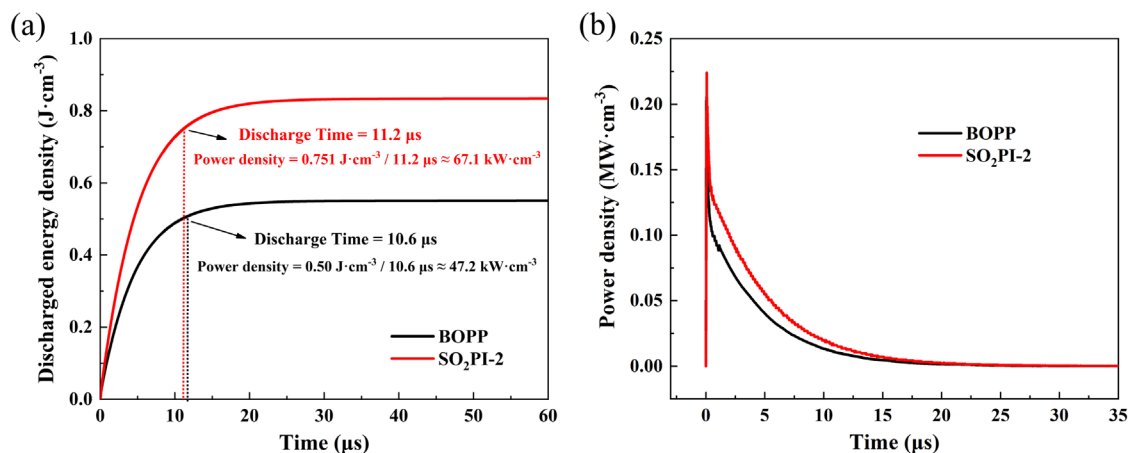 (a)
Discharged energy density (J·cm⁻³)
1.0
0.8
0.6
0.4
0.2
0.0
Discharge Time = 11.2 μs
Power density = 0.751 J·cm⁻³ / 11.2 μs ≈ 67.1 kW·cm⁻³
Discharge Time = 10.6 μs
Power density = 0.50 J·cm⁻³ / 10.6 μs ≈ 47.2 kW·cm⁻³
BOPP
SO₂PI-2
0 10 20 30 40 50 60
Time (μs)
(b)
Power density (MW·cm⁻³)
0.25
0.20
0.15
0.10
0.05
0.00
BOPP
SO₂PI-2
0 5 10 15 20 25 30 35
Time (μs)